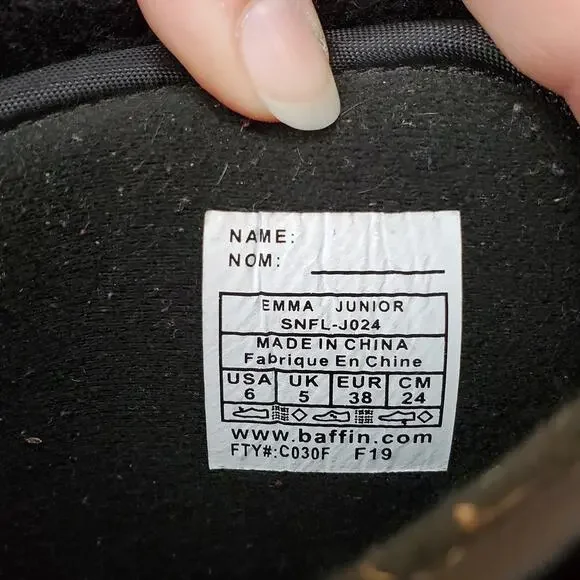 NAME:
NOM:
EMMA JUNIOR
SNFL-J024
MADE IN CHINA
Fabrique En Chine
USA UK EUR CM
6 5 38 24
www.baffin.com
FTY#:C030F F19